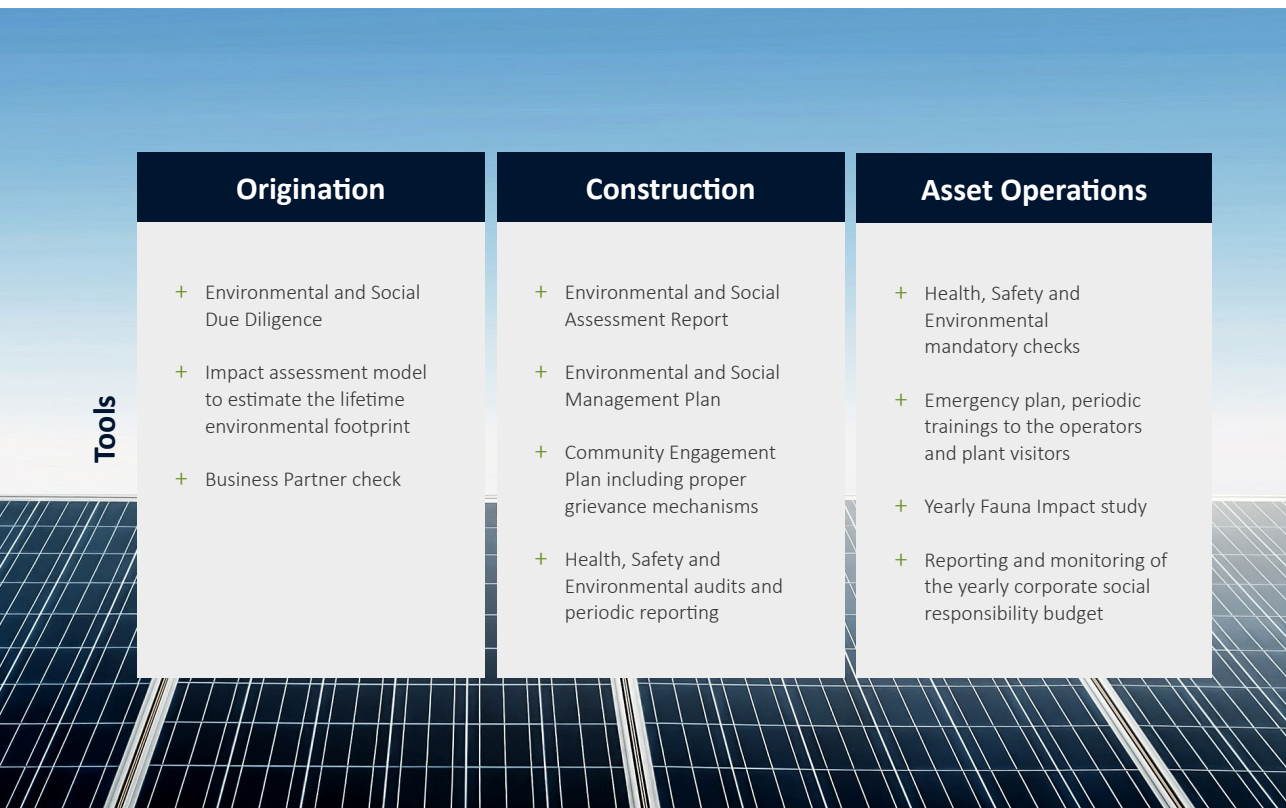 Tools
Origination
+ Environmental and Social
Due Diligence
+ Impact assessment model
to estimate the lifetime
environmental footprint
+ Business Partner check
Construction
+ Environmental and Social
Assessment Report
+ Environmental and Social
Management Plan
+ Community Engagement
Plan including proper
grievance mechanisms
+ Health, Safety and
Environmental audits and
periodic reporting
Asset Operations
+ Health, Safety and
Environmental
mandatory checks
+ Emergency plan, periodic
trainings to the operators
and plant visitors
+ Yearly Fauna Impact study
+ Reporting and monitoring of
the yearly corporate social
responsibility budget